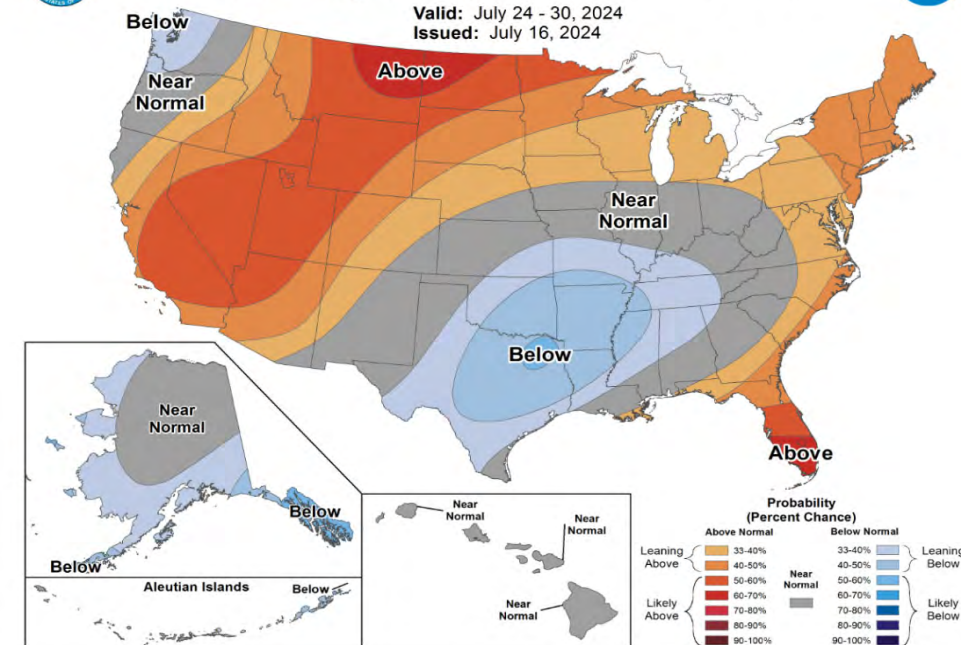 Valid: July 24 - 30, 2024
Issued: July 16, 2024
Below
Near
Normal
Above
Near
Normal
Below
Above
Near
Normal
Below
Below
Aleutian Islands
Below
Near
Normal
Near
Normal
Near
Normal
Probability
(Percent Chance)
Above Normal
Below Normal
Leaning
Above
33-40%
40-50%
Likely
Above
50-60%
60-70%
70-80%
80-90%
90-100%
Near
Normal
33-40%
40-50%
Leaning
Below
50-60%
60-70%
70-80%
80-90%
90-100%
Likely
Below